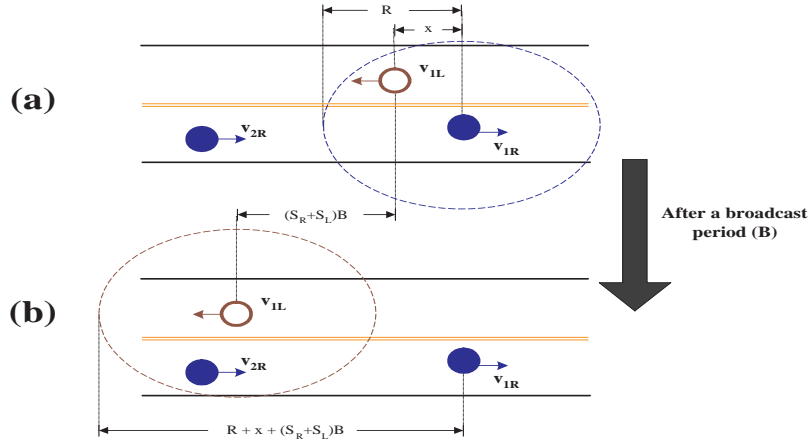 R
x
v1L
(a)
v2R
v1R
(SR+SL)B
After a broadcast
period (B)
(b)
v1L
v2R
v1R
R + x + (SR+SL)B